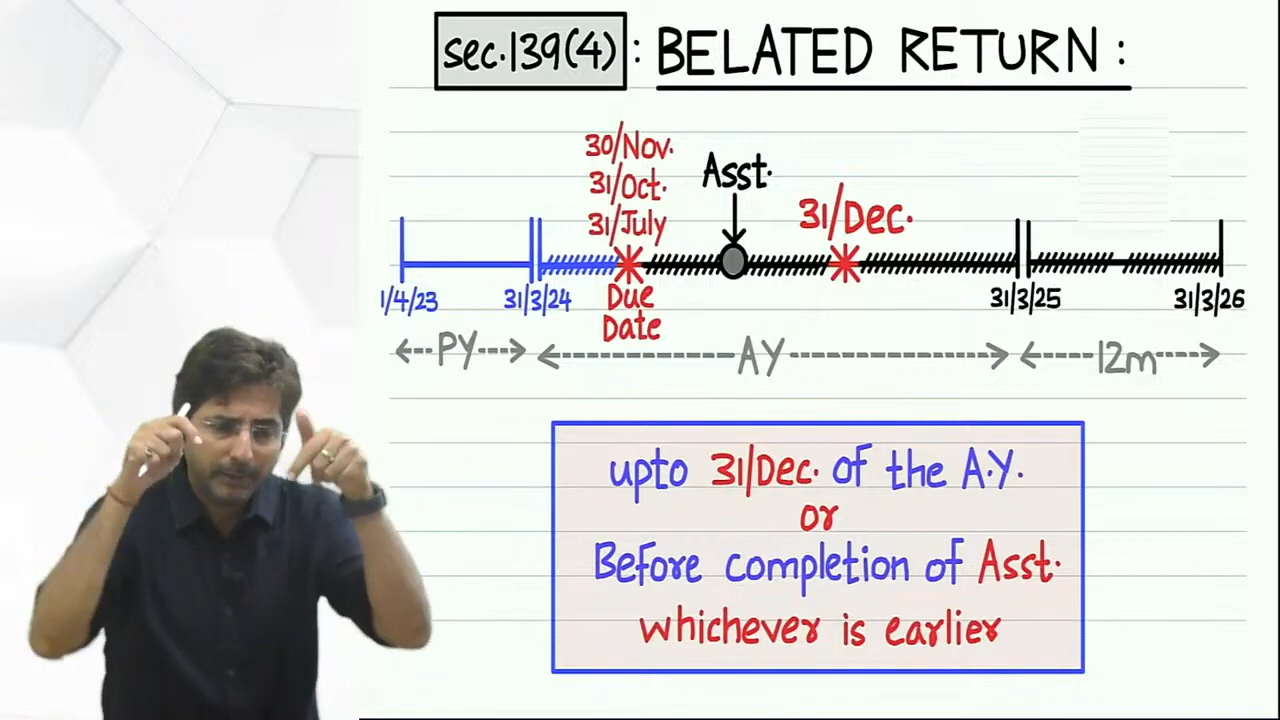 sec.139(4) : BELATED RETURN :
30/Nov.
31/Oct.
31/July
Asst.
31/Dec.
Due
Date
1/4/23 31/3/24 31/3/25 31/3/26
PY AY 12m
upto 31/Dec. of the A.Y.
or
Before completion of Asst.
whichever is earlier